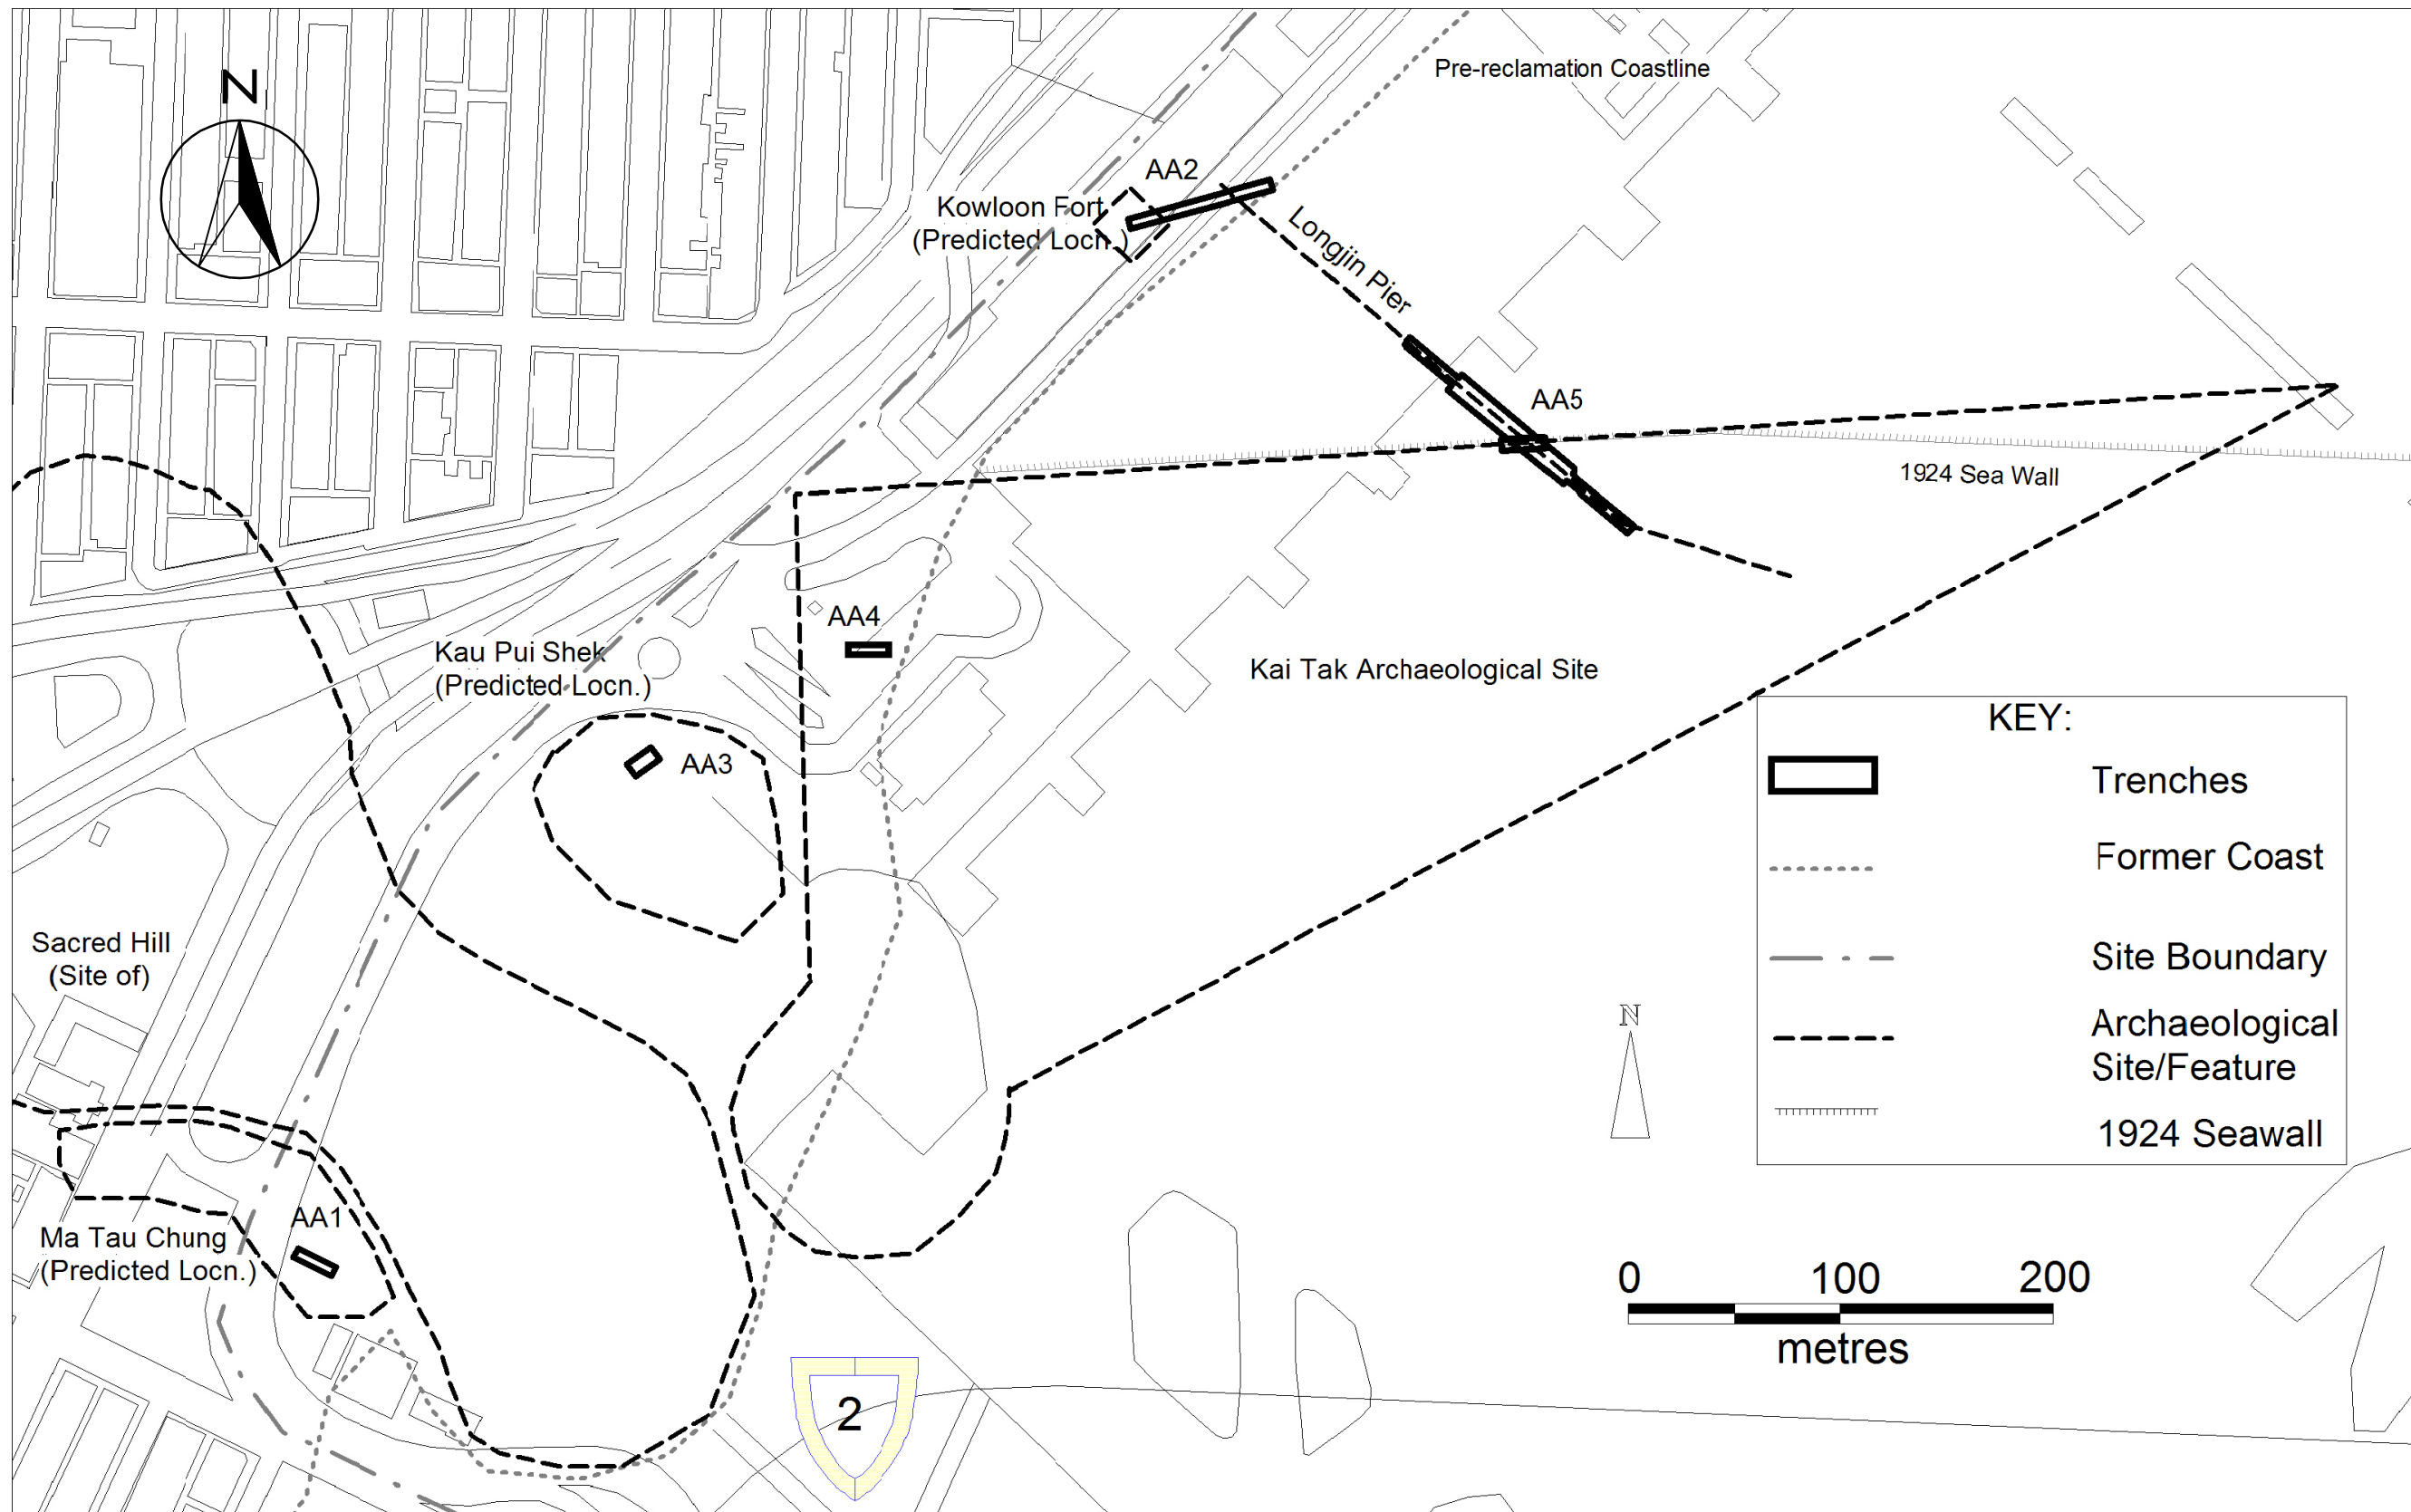 Pre-reclamation Coastline
N
AA2
Kowloon Fort
(Predicted Locn.)
Longjin Pier
AA5
1924 Sea Wall
AA4
Kau Pui Shek
(Predicted Locn.)
Kai Tak Archaeological Site
AA3
KEY:
Trenches
Former Coast
Site Boundary
Archaeological
Site/Feature
1924 Seawall
Sacred Hill
(Site of)
N
AA1
Ma Tau Chung
(Predicted Locn.)
0 100 200
metres
2